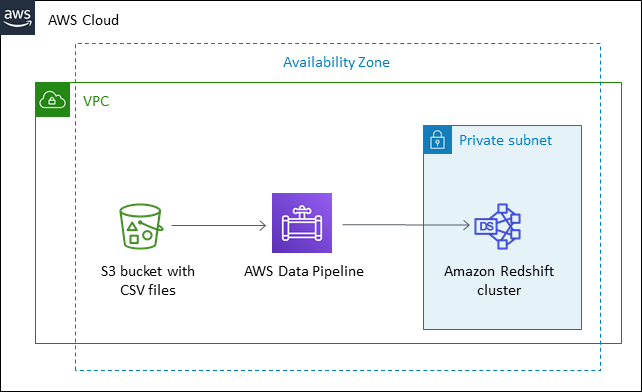 aws
AWS Cloud
Availability Zone
VPC
Private subnet
DS
S3 bucket with
CSV files
AWS Data Pipeline
Amazon Redshift
cluster